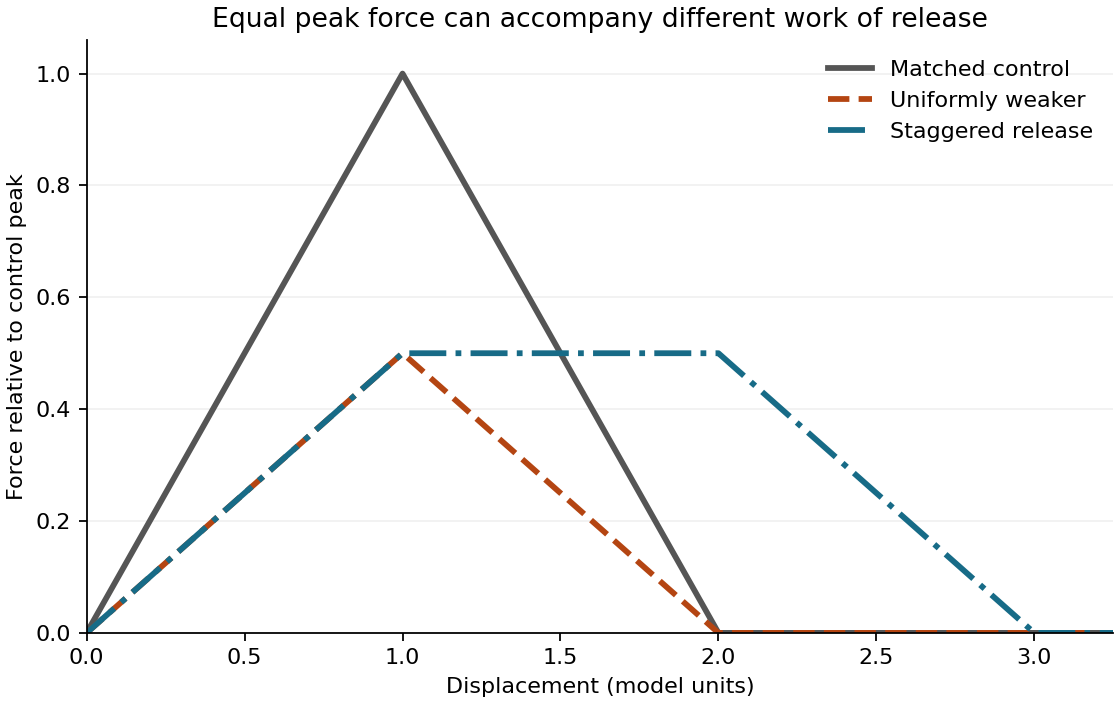 Equal peak force can accompany different work of release
Matched control
Uniformly weaker
Staggered release
Force relative to control peak
1.0
0.8
0.6
0.4
0.2
0.0
0.0 0.5 1.0 1.5 2.0 2.5 3.0
Displacement (model units)